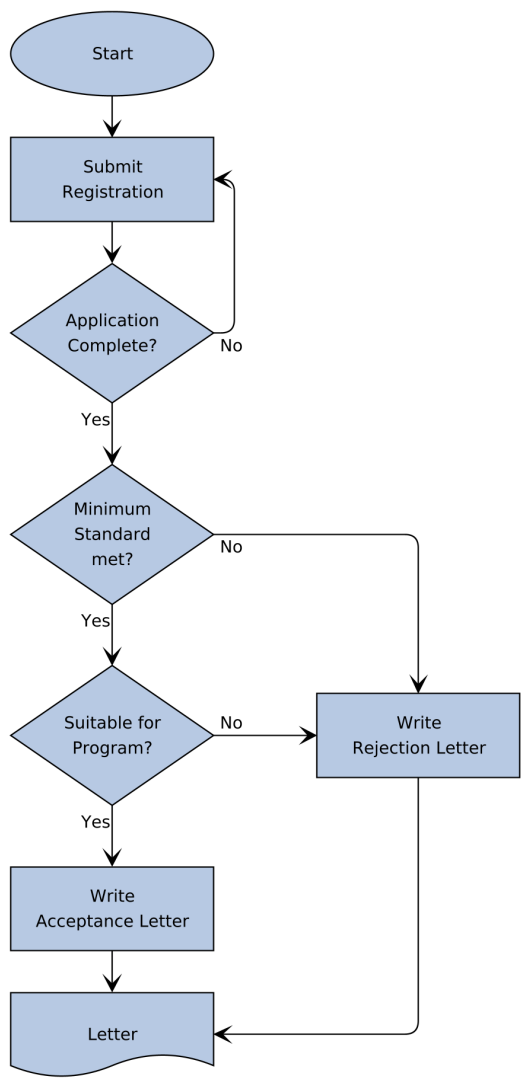 Start
Submit
Registration
Application
Complete?
No
Yes
Minimum
Standard
met?
No
Yes
Suitable for
Program?
No
Write
Rejection Letter
Yes
Write
Acceptance Letter
Letter